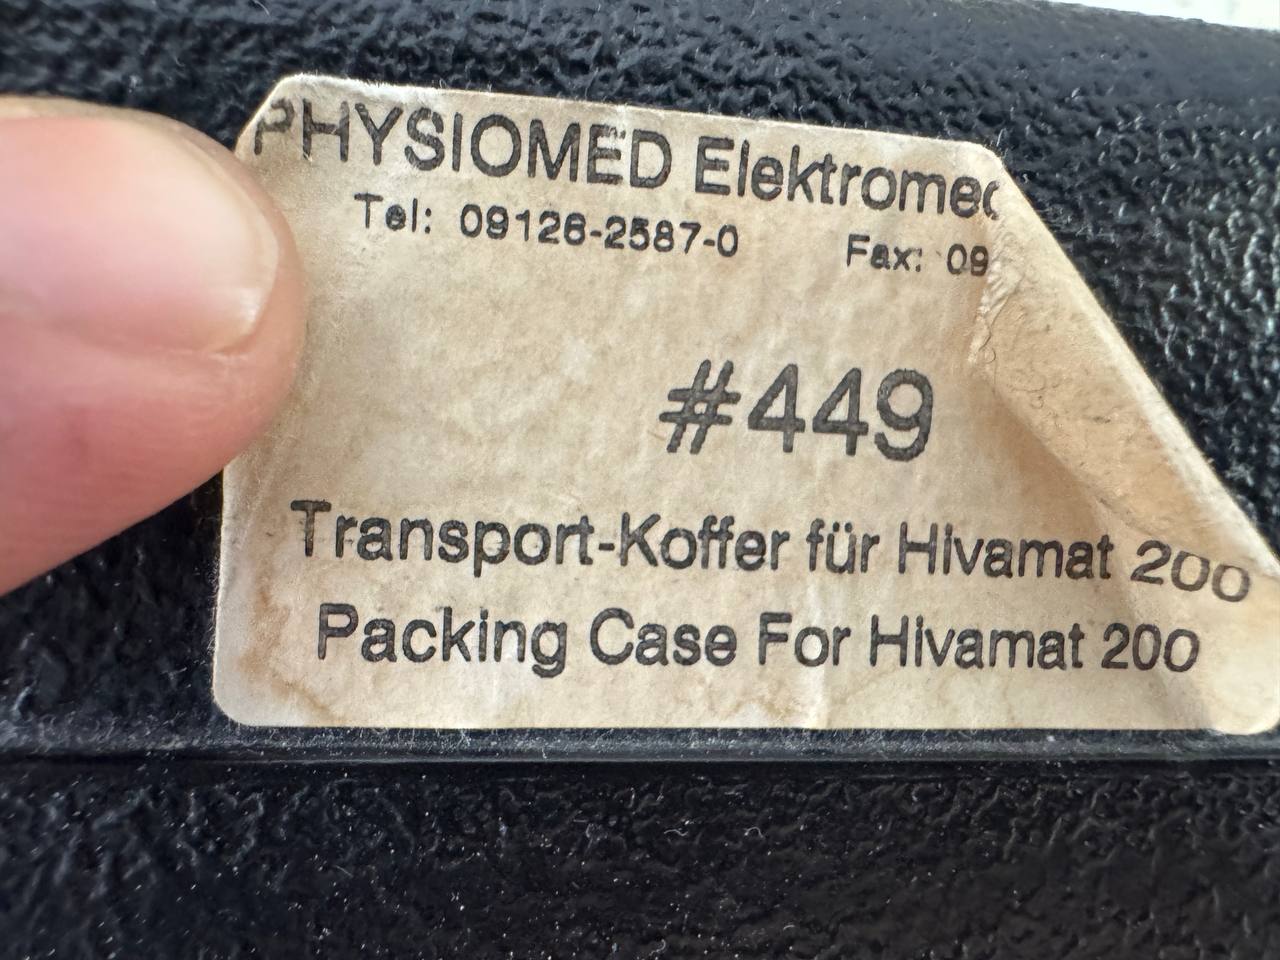 PHYSIOMED Elektromed
Tel: 09126-2587-0 Fax: 09
#449
Transport-Koffer für Hivamat 200
Packing Case For Hivamat 200